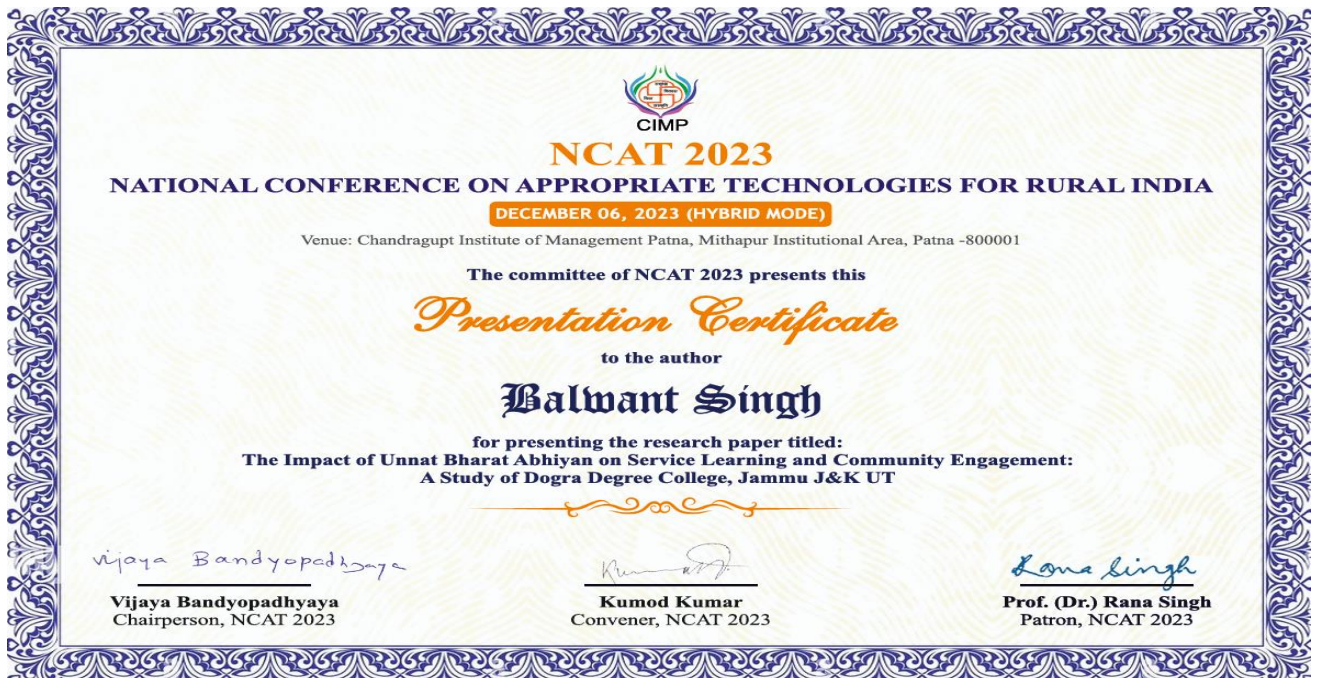 CIMP
NCAT 2023
NATIONAL CONFERENCE ON APPROPRIATE TECHNOLOGIES FOR RURAL INDIA
DECEMBER 06, 2023 (HYBRID MODE)
Venue: Chandragupt Institute of Management Patna, Mithapur Institutional Area, Patna -800001
The committee of NCAT 2023 presents this
Presentation Certificate
to the author
Balwant Singh
for presenting the research paper titled:
The Impact of Unnat Bharat Abhiyan on Service Learning and Community Engagement:
A Study of Dogra Degree College, Jammu J&K UT
Vijaya Bandyopadhyaya
Rana Singh
Vijaya Bandyopadhyaya
Chairperson, NCAT 2023
Kumod Kumar
Convener, NCAT 2023
Prof. (Dr.) Rana Singh
Patron, NCAT 2023